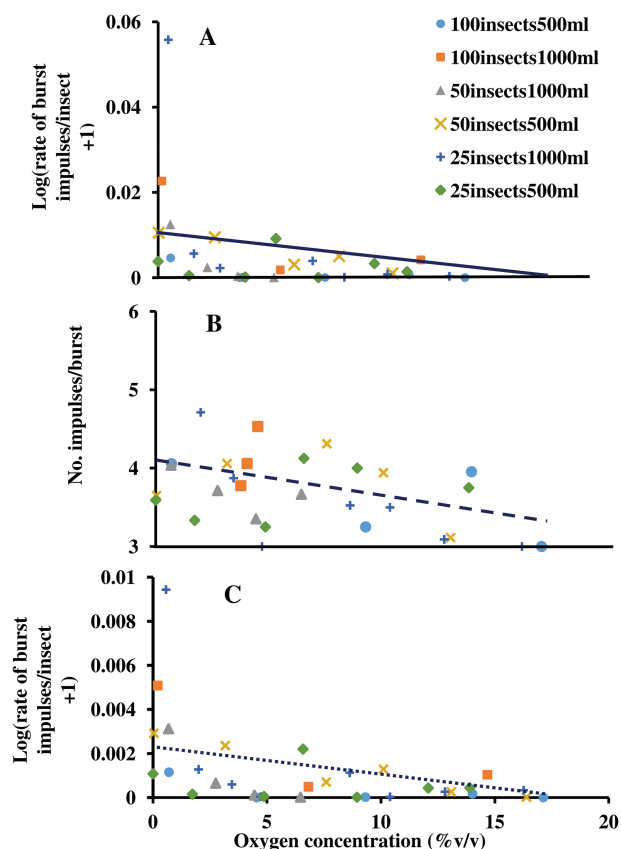 0.06
0.04
0.02
0
Log(rate of burst
impulses/insect
+1)
A
100insects500ml
100insects1000ml
50insects1000ml
50insects500ml
25insects1000ml
25insects500ml
6
5
4
3
No. impulses/burst
B
0.01
0.008
0.006
0.004
0.002
0
Log(rate of burst
impulses/insect
+1)
C
0
5
10
15
20
Oxygen concentration (%v/v)